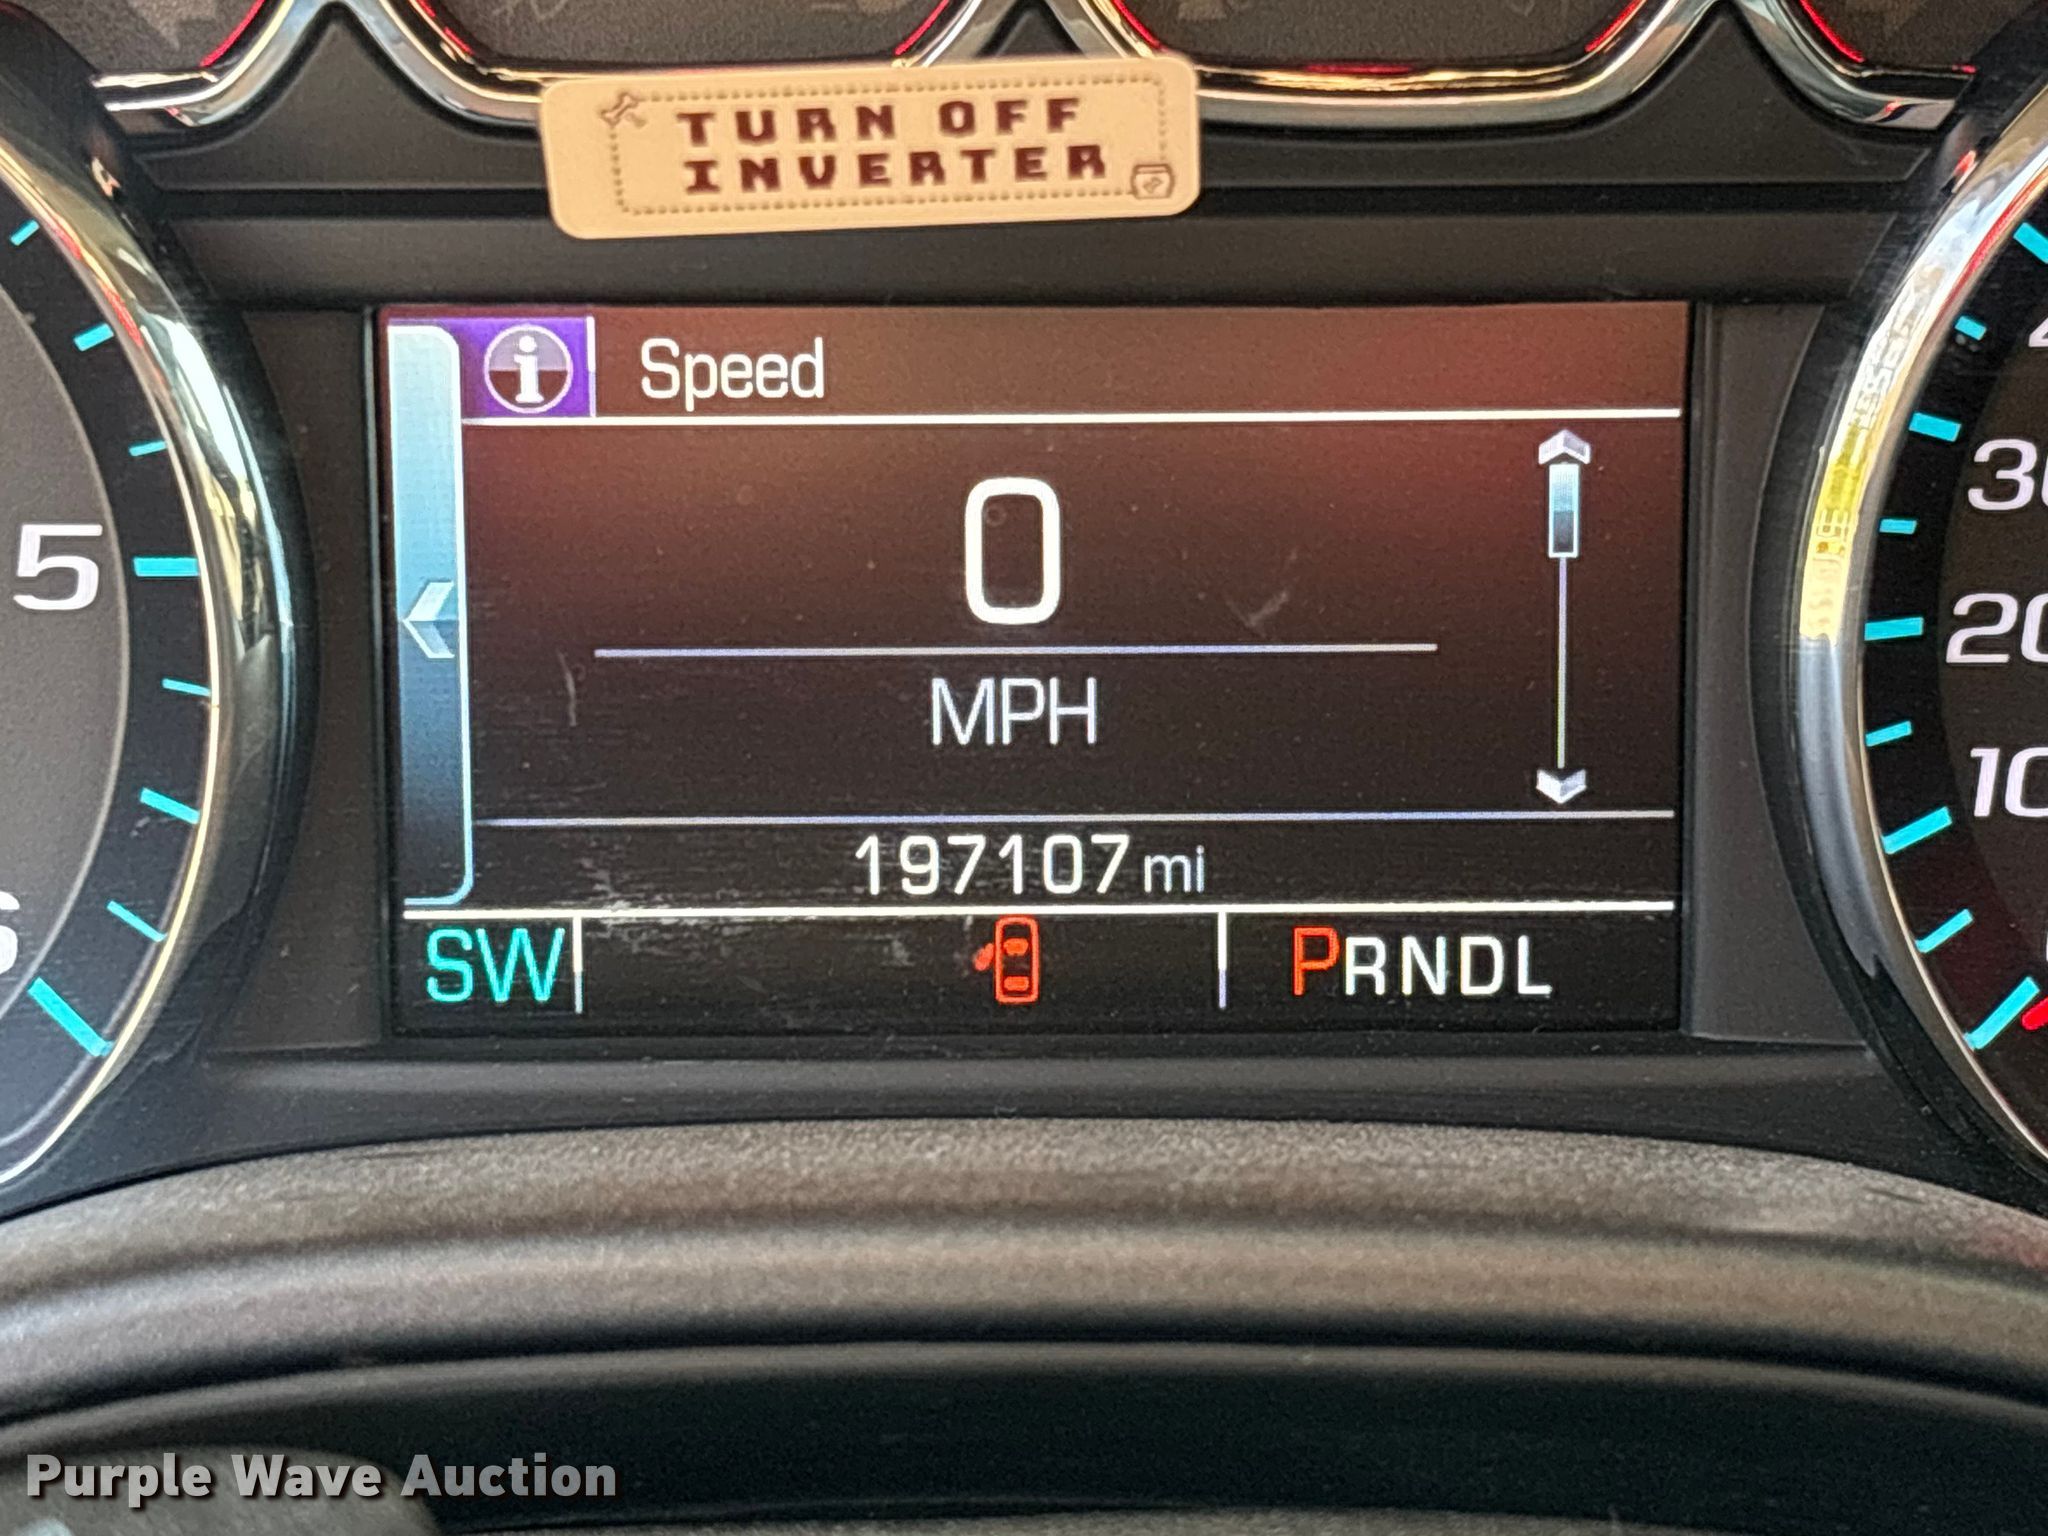 TURN OFF
INVERTER
Speed
0
MPH
197107 mi
SW
PRNDL
5
30
20
10
Purple Wave Auction